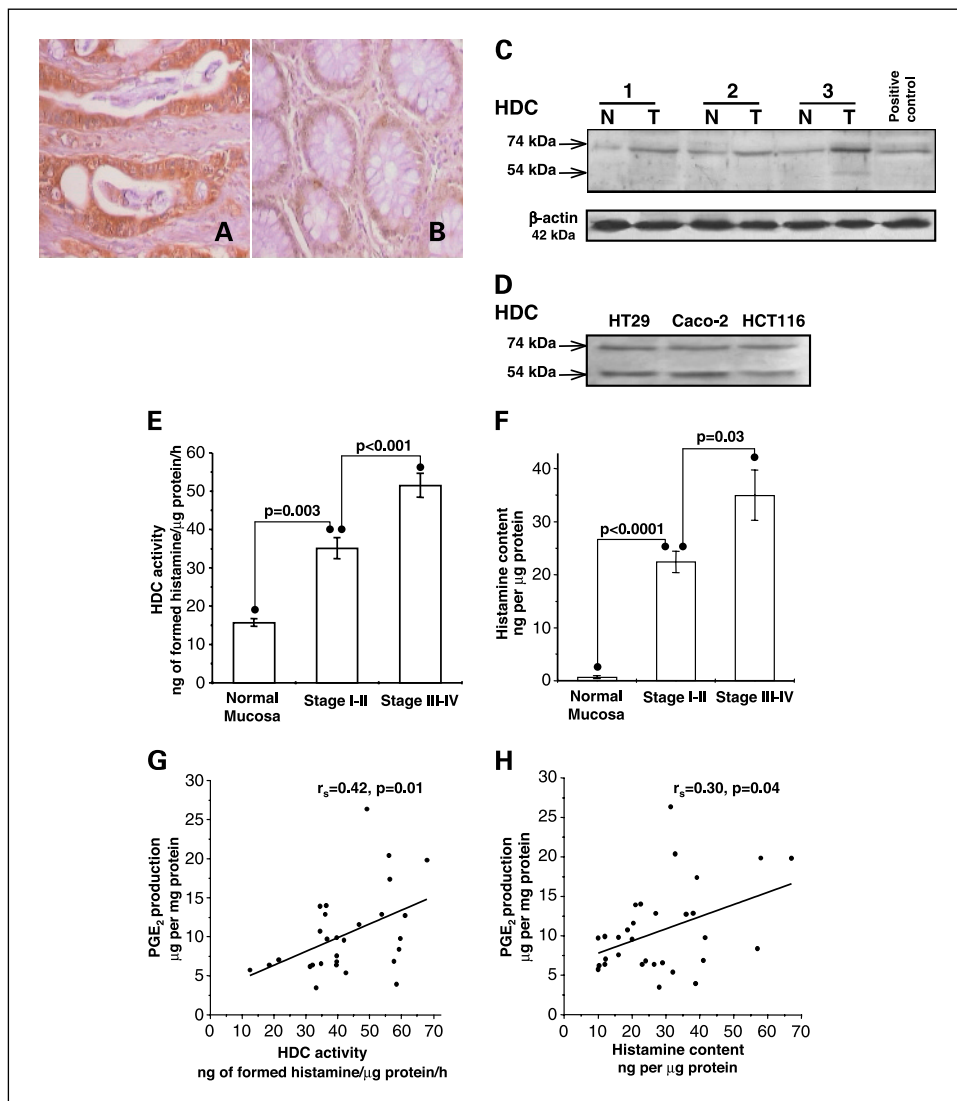 A
B
C
1 2 3
HDC
N T N T N T
Positive
control
74 kDa
54 kDa
β-actin
42 kDa
D
HDC
HT29 Caco-2 HCT116
74 kDa
54 kDa
E
HDC activity
ng of formed histamine/μg protein/h
60
50
40
30
20
10
0
p=0.003
p<0.001
Normal
Mucosa
Stage I-II
Stage III-IV
F
Histamine content
ng per μg protein
40
30
20
10
0
p<0.0001
p=0.03
Normal
Mucosa
Stage I-II
Stage III-IV
G
rs=0.42, p=0.01
PGE2 production
μg per mg protein
30
25
20
15
10
5
0
0 10 20 30 40 50 60 70
HDC activity
ng of formed histamine/μg protein/h
H
rs=0.30, p=0.04
PGE2 production
μg per mg protein
30
25
20
15
10
5
0
0 10 20 30 40 50 60 70
Histamine content
ng per μg protein